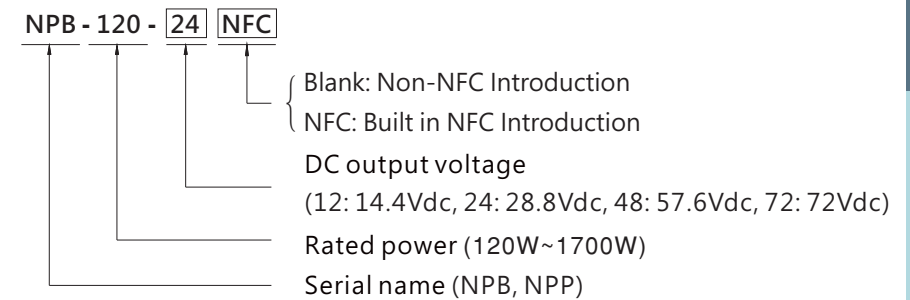 NPB - 120 - 24 NFC
Blank: Non-NFC Introduction
NFC: Built in NFC Introduction
DC output voltage
(12: 14.4Vdc, 24: 28.8Vdc, 48: 57.6Vdc, 72: 72Vdc)
Rated power (120W~1700W)
Serial name (NPB, NPP)